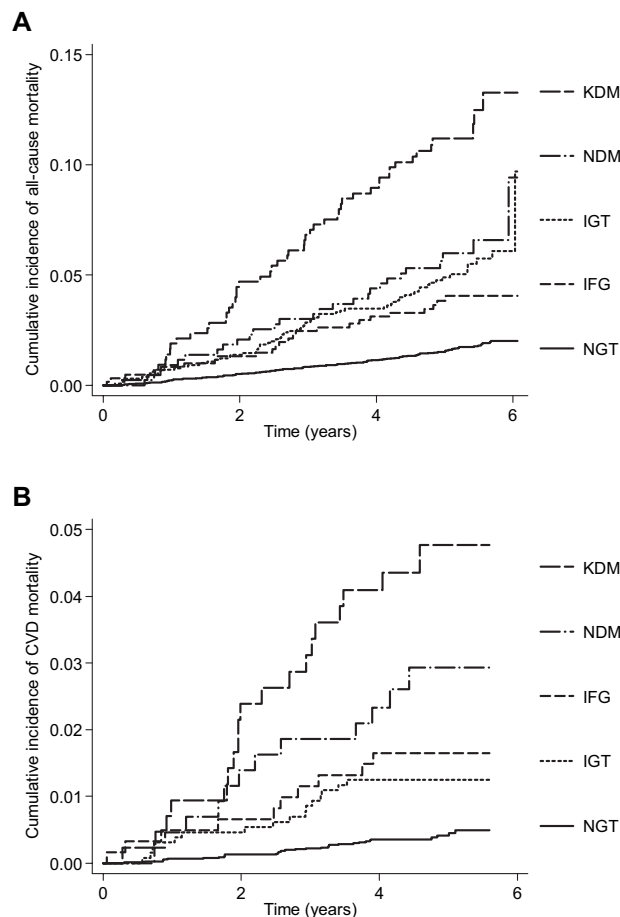 A
Cumulative incidence of all-cause mortality
0.15
0.10
0.05
0.00
0
2
4
6
Time (years)
KDM
NDM
IGT
IFG
NGT
B
Cumulative incidence of CVD mortality
0.05
0.04
0.03
0.02
0.01
0.00
0
2
4
6
Time (years)
KDM
NDM
IFG
IGT
NGT